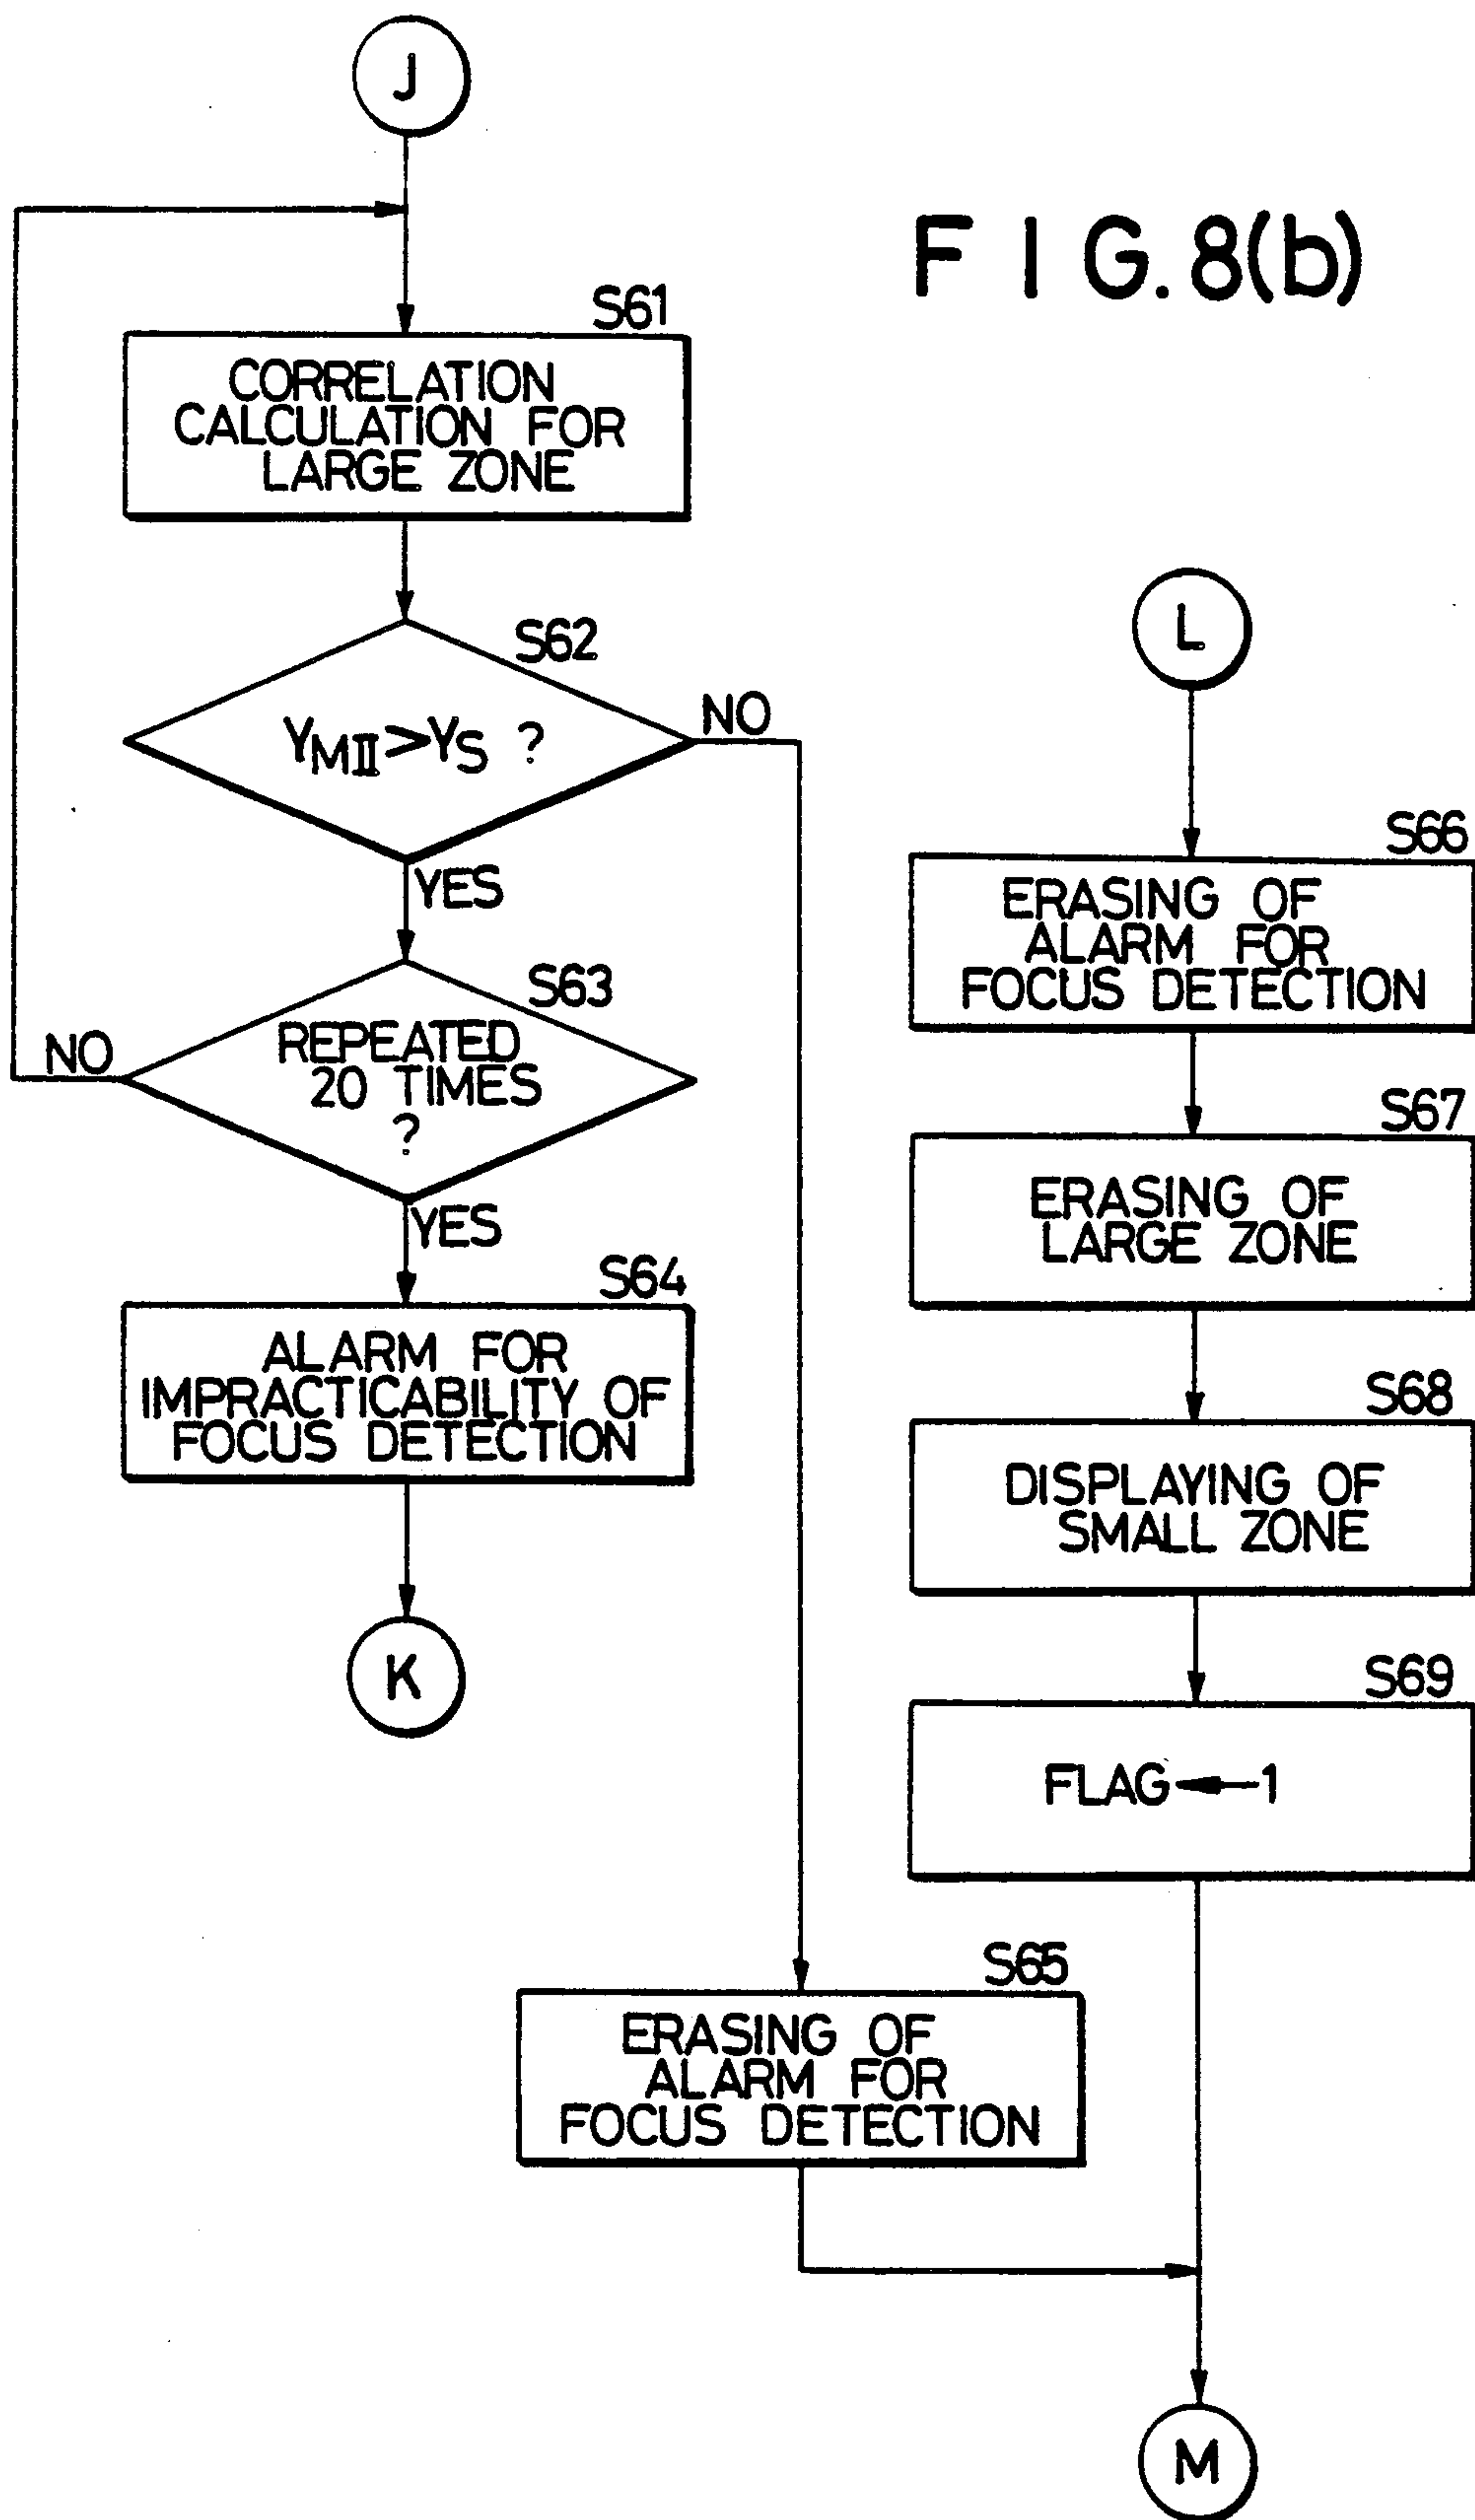 J
F I G.8(b)
S61
CORRELATION
CALCULATION FOR
LARGE ZONE
S62
YMII>YS ?
NO
YES
S63
REPEATED
20 TIMES
?
NO
YES
S64
ALARM FOR
IMPRACTICABILITY OF
FOCUS DETECTION
K
S65
ERASING OF
ALARM FOR
FOCUS DETECTION
L
S66
ERASING OF
ALARM FOR
FOCUS DETECTION
S67
ERASING OF
LARGE ZONE
S68
DISPLAYING OF
SMALL ZONE
S69
FLAG←1
M